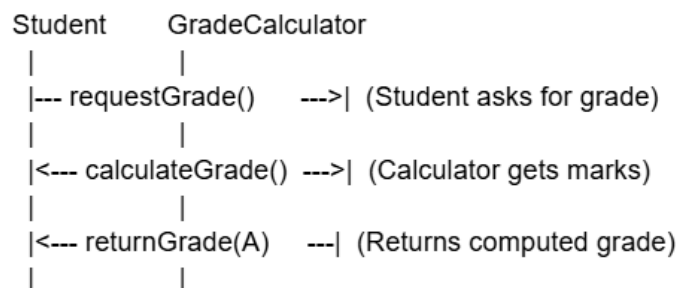 Student GradeCalculator
| |
|--- requestGrade() --->| (Student asks for grade)
| |
|<--- calculateGrade() --->| (Calculator gets marks)
| |
|<--- returnGrade(A) ---| (Returns computed grade)
| |